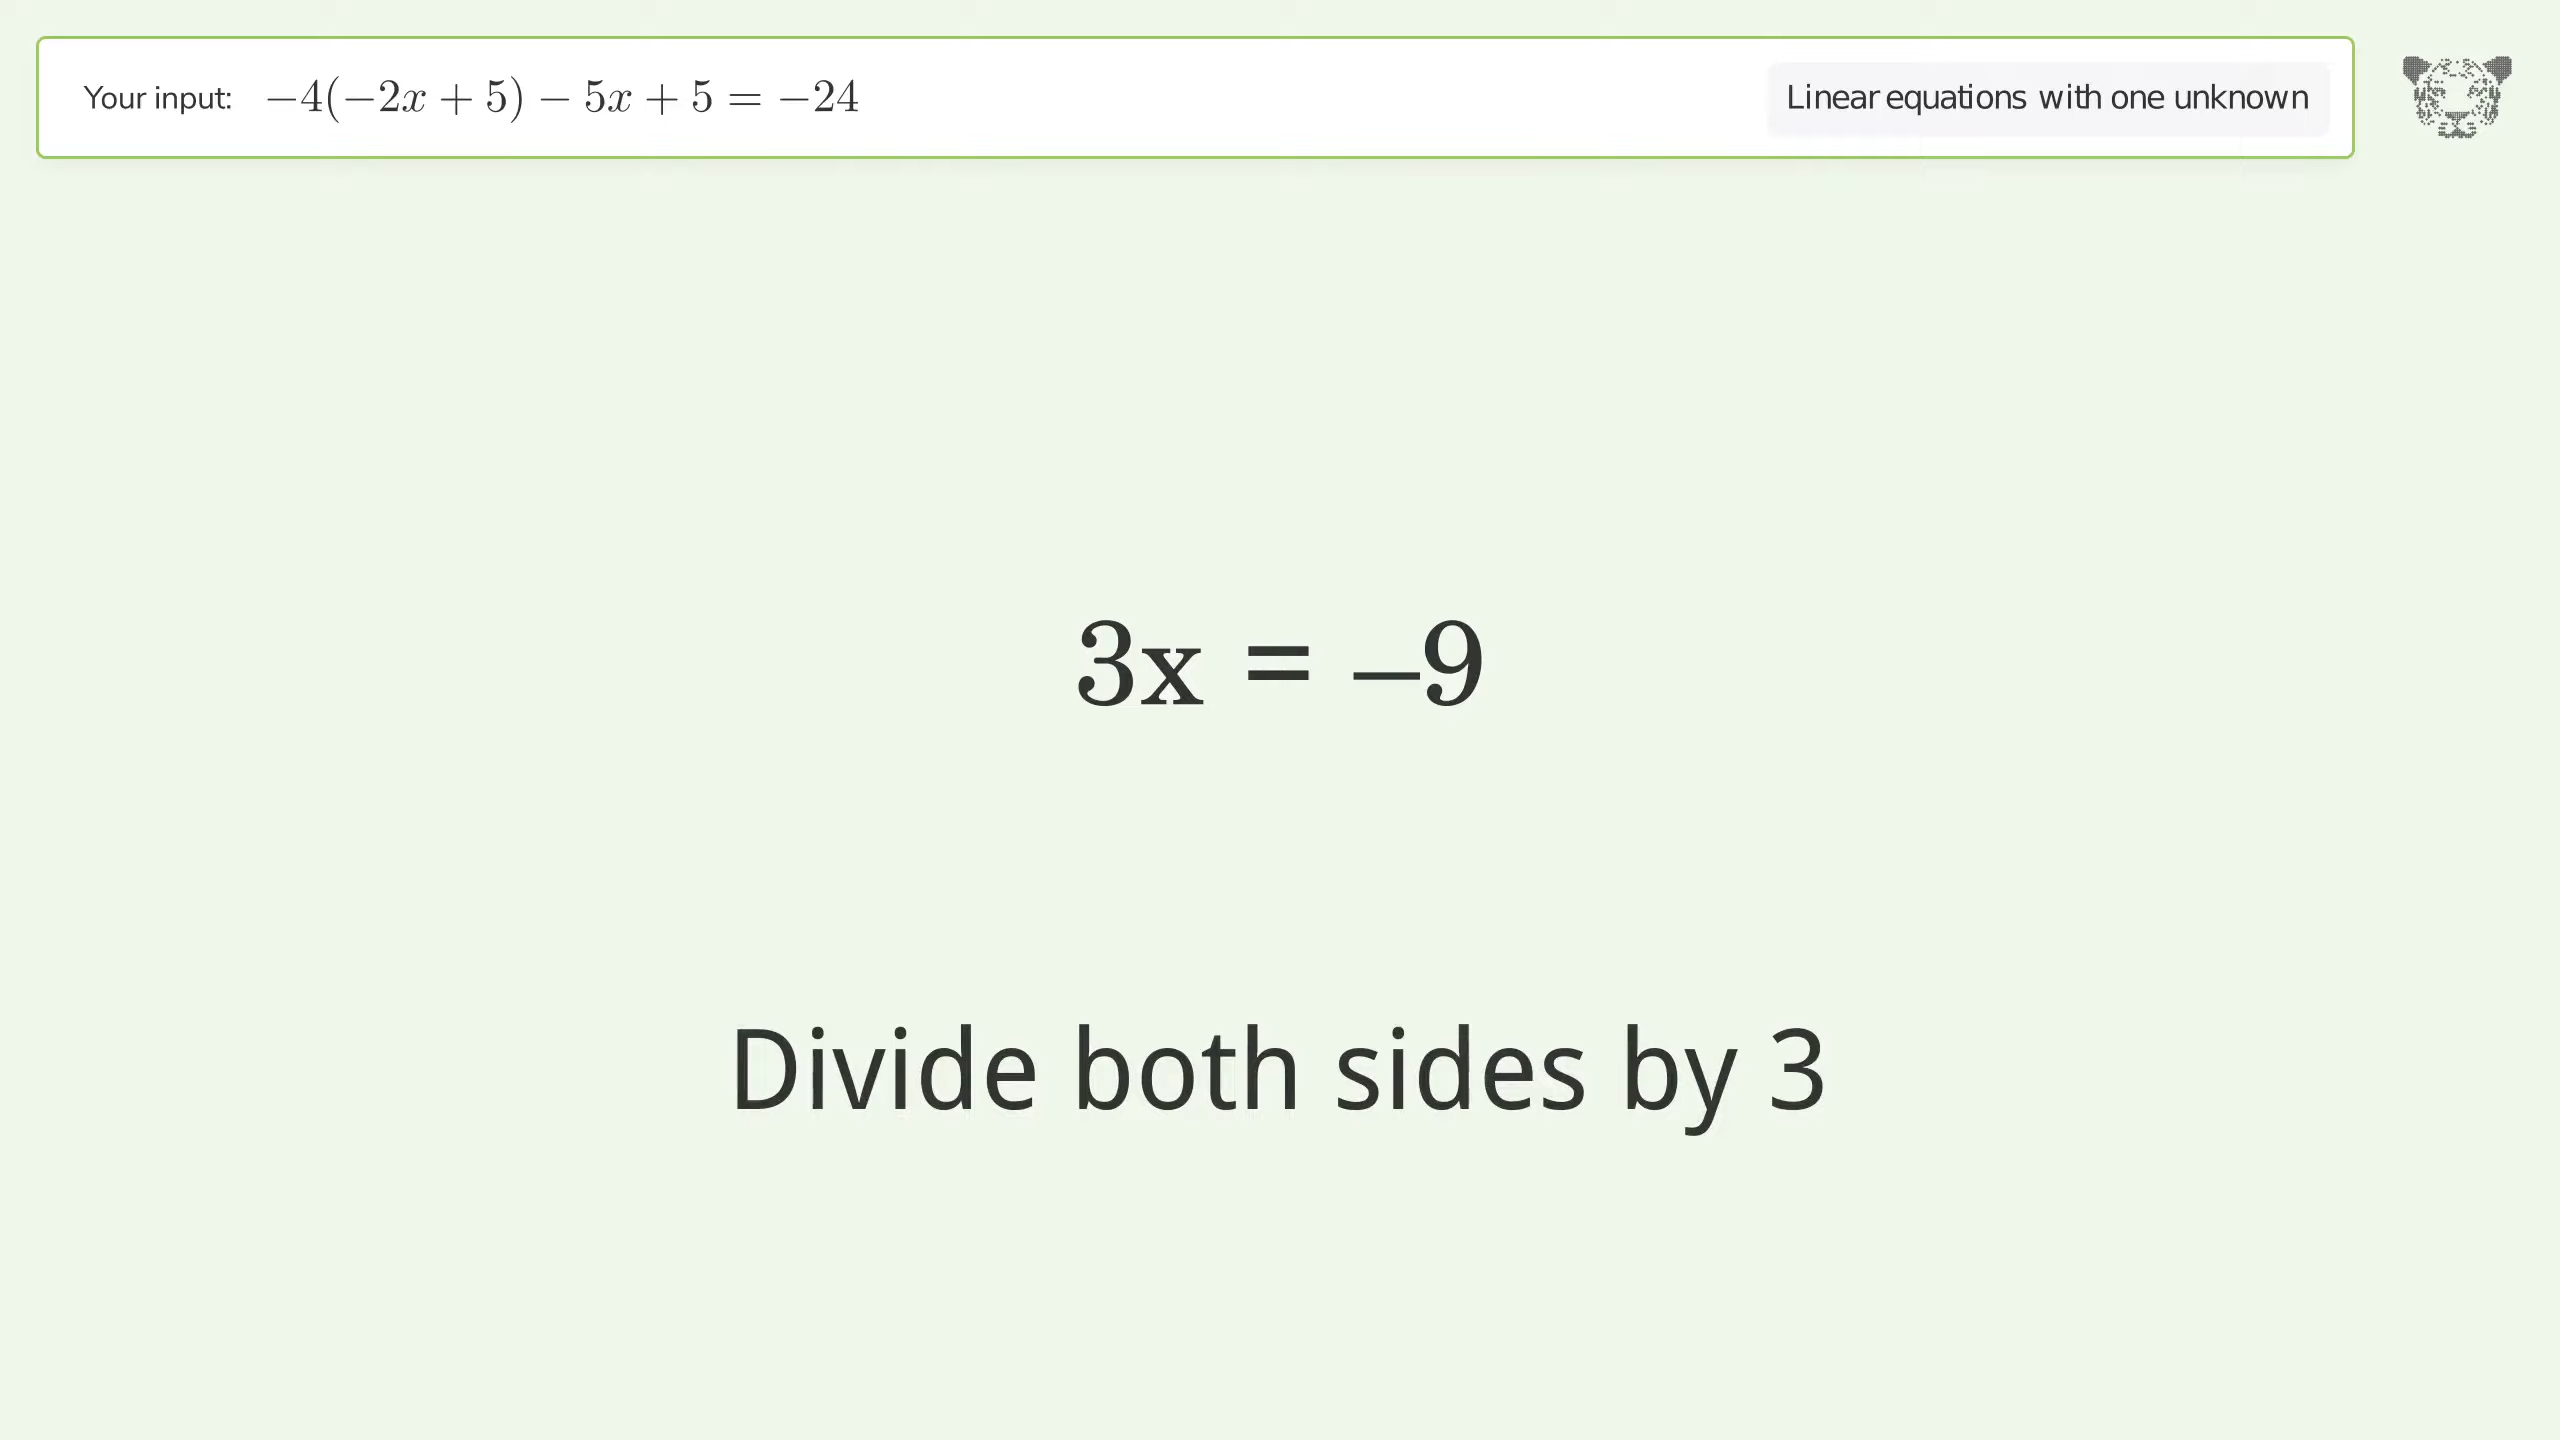 Your input: −4(−2x + 5) − 5x + 5 = −24
Linear equations with one unknown
3x = −9
Divide both sides by 3